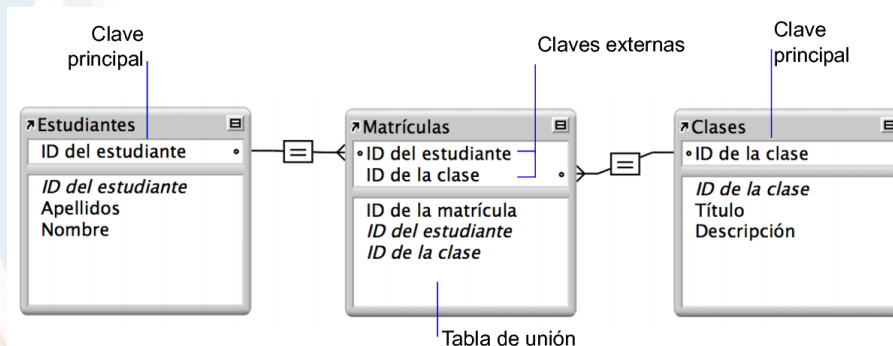 Clave
principal
Claves externas
Clave
principal
Estudiantes
ID del estudiante
ID del estudiante
Apellidos
Nombre
Matrículas
ID del estudiante
ID de la clase
ID de la matrícula
ID del estudiante
ID de la clase
Clases
ID de la clase
ID de la clase
Título
Descripción
Tabla de unión